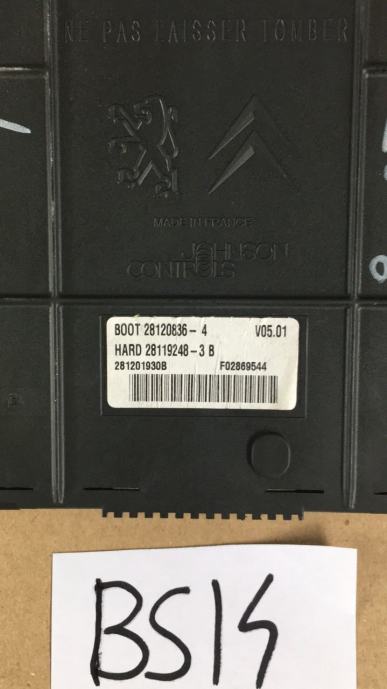 NE PAS LAISSER TOMBER
MADE IN FRANCE
JOHNSON
CONTROLS
BOOT 28120836-4 V05.01
HARD 28119248-3 B
281201930B F02869544
BS14